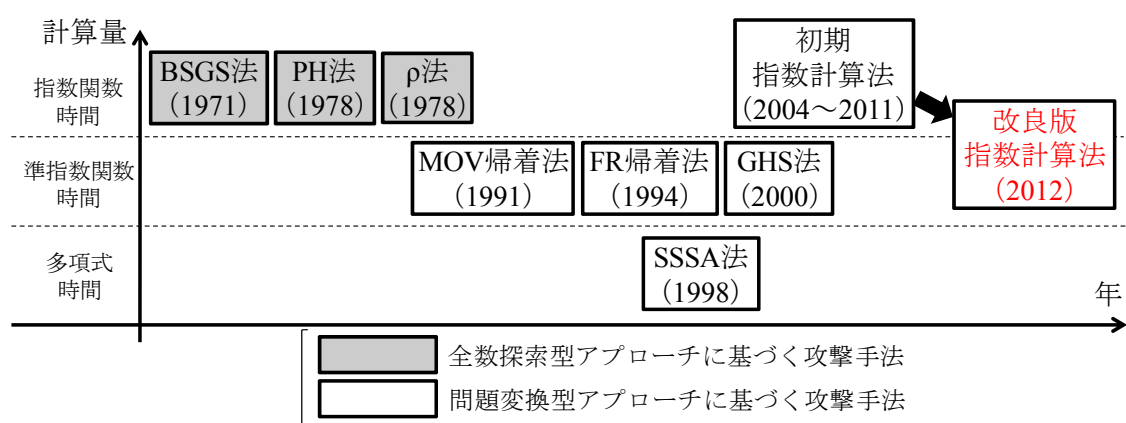 計算量
指数関数
時間
BSGS法
(1971)
PH法
(1978)
ρ法
(1978)
初期
指数計算法
(2004～2011)
改良版
指数計算法
(2012)
準指数関数
時間
MOV帰着法
(1991)
FR帰着法
(1994)
GHS法
(2000)
多項式
時間
SSSA法
(1998)
年
全数探索型アプローチに基づく攻撃手法
問題変換型アプローチに基づく攻撃手法